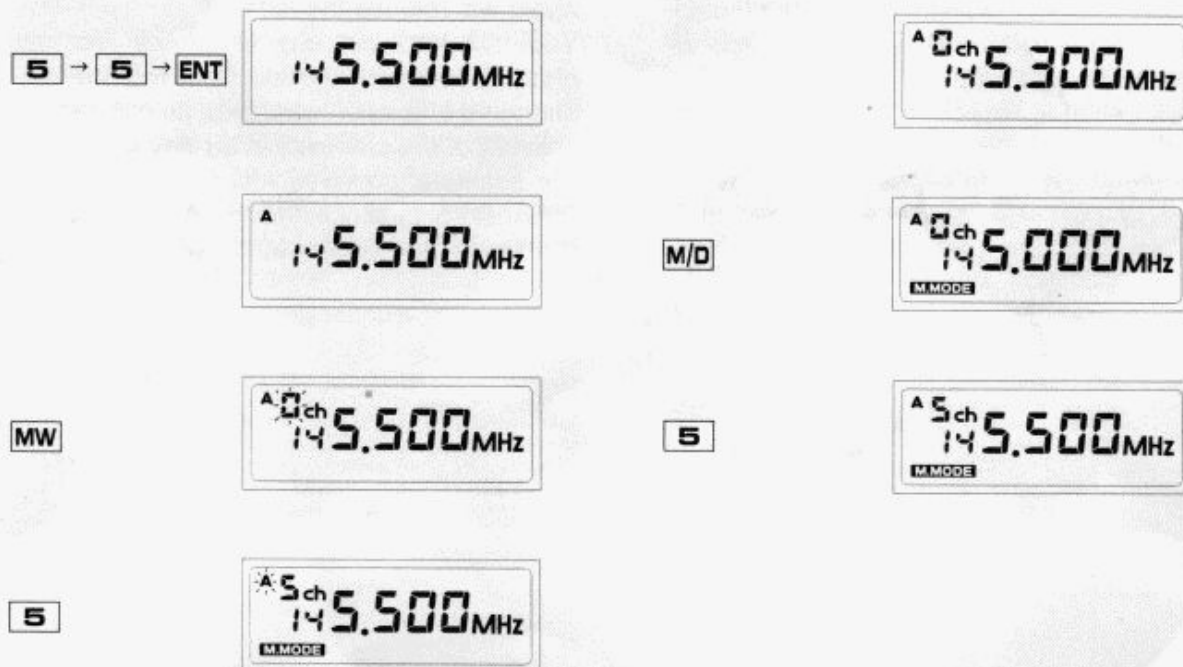 5 → 5 → ENT
145.500MHz
A
145.500MHz
MW
A 0ch
145.500MHz
5
A 5ch
145.500MHz
M.MODE
A 0ch
145.300MHz
M/D
A 0ch
145.000MHz
M.MODE
5
A 5ch
145.500MHz
M.MODE